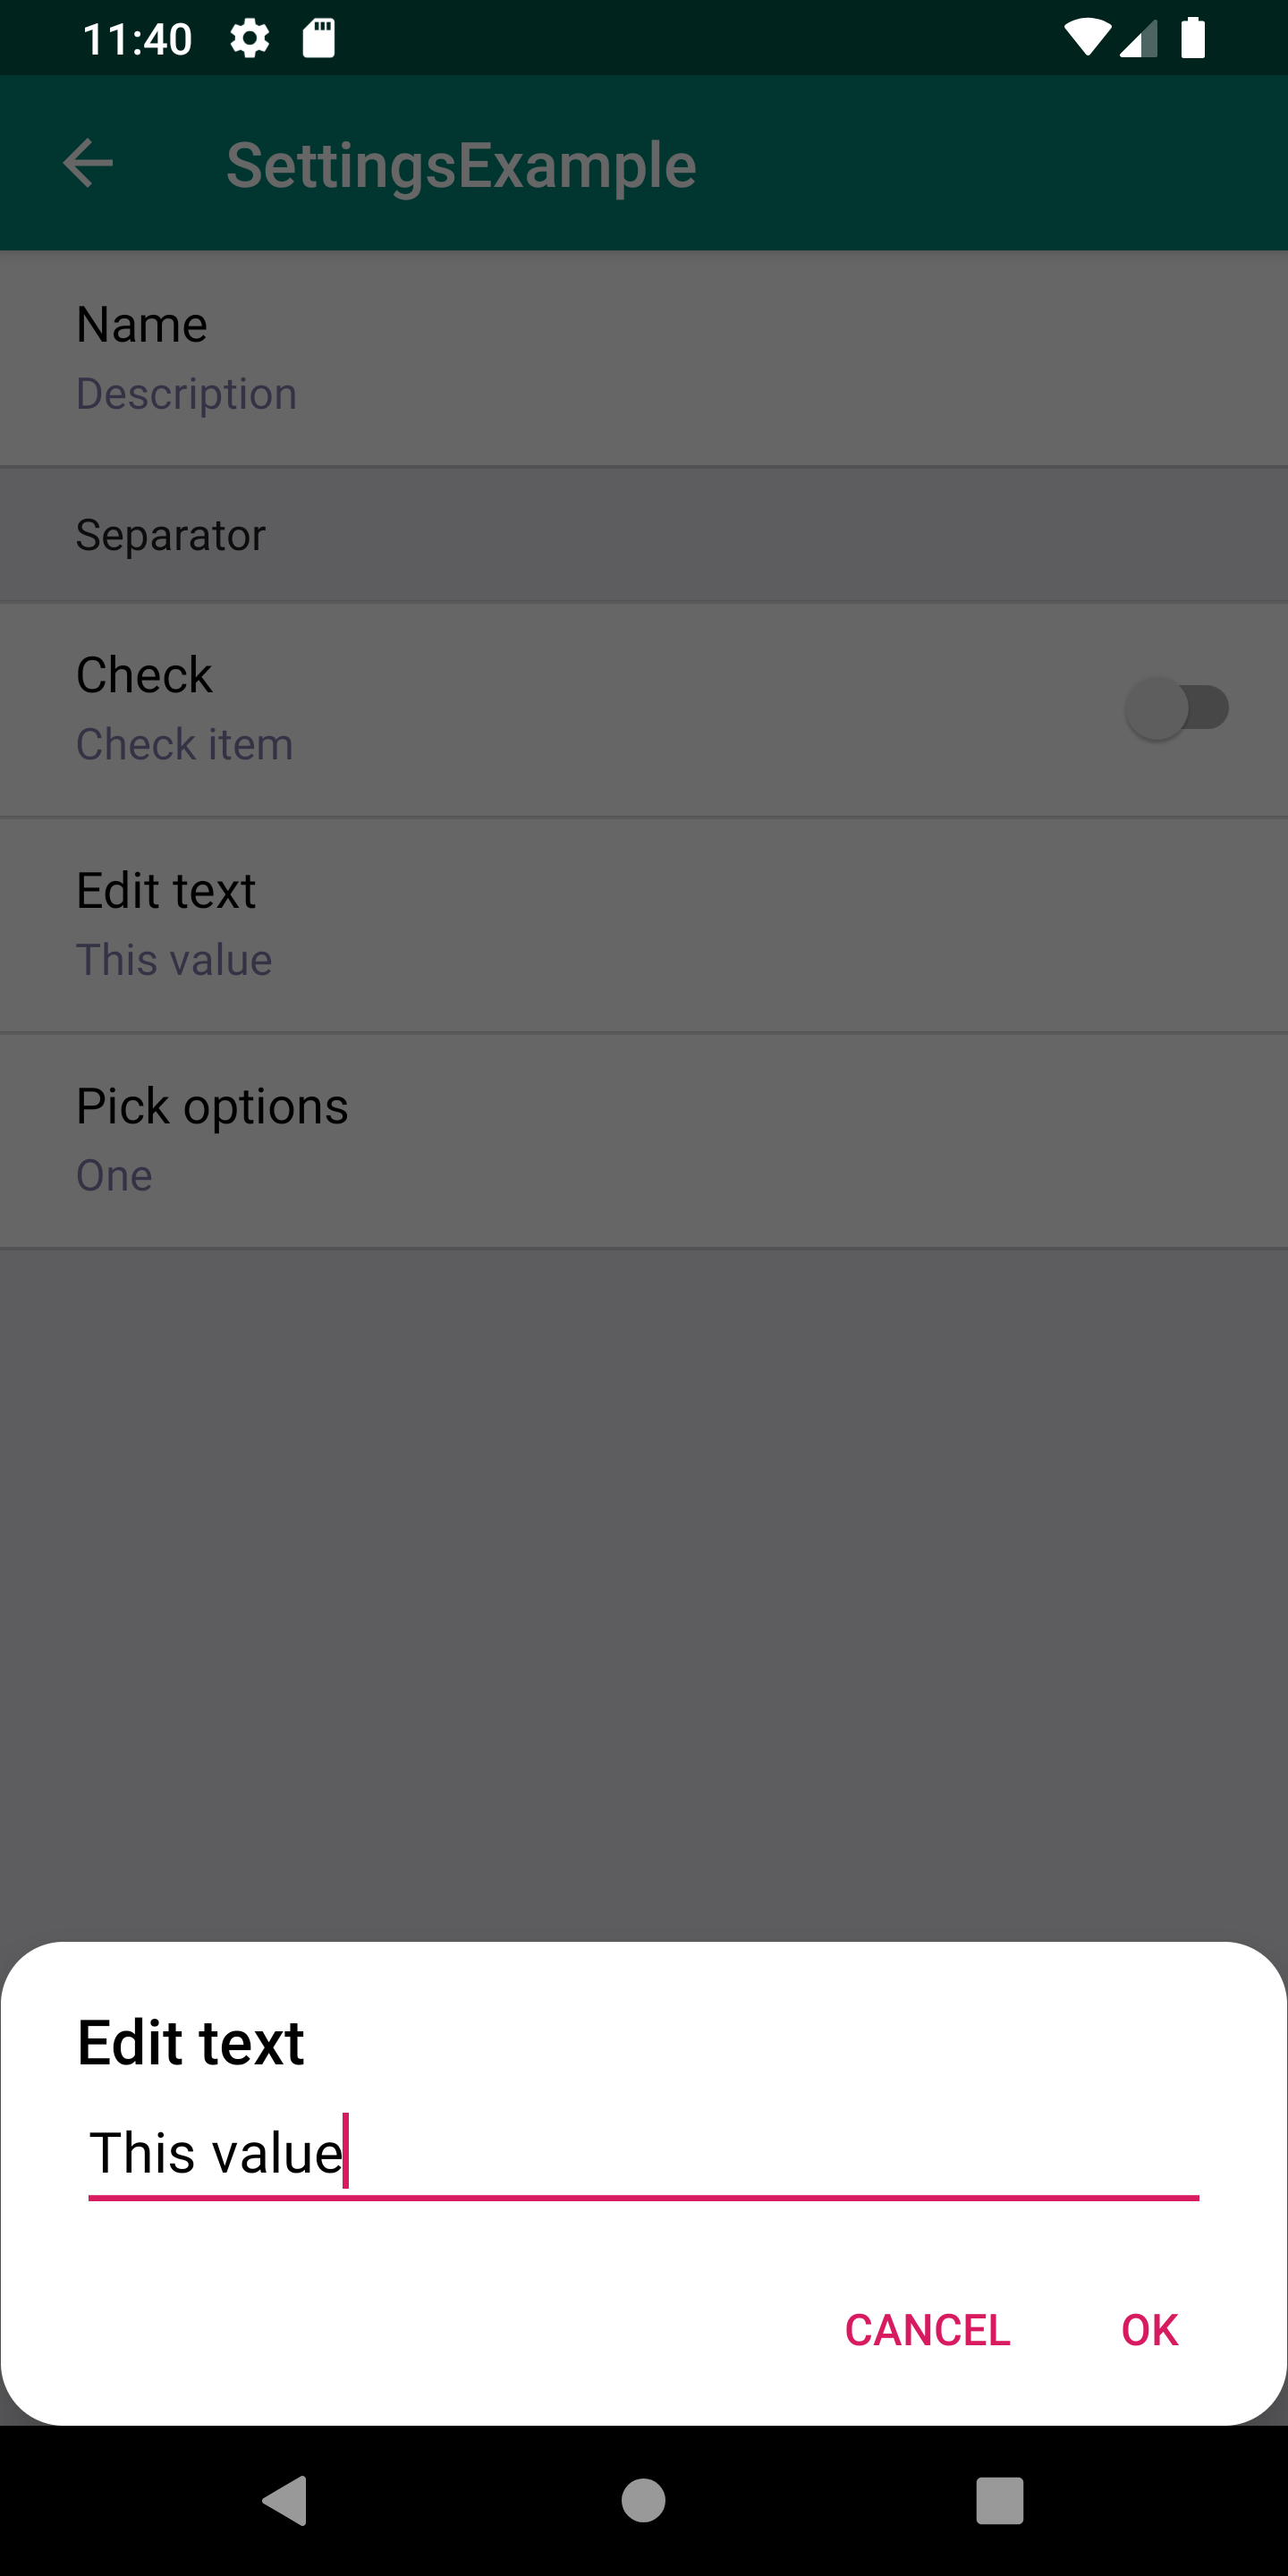 11:40
SettingsExample
Name
Description
Separator
Check
Check item
Edit text
This value
Pick options
One
Edit text
This value
CANCEL OK